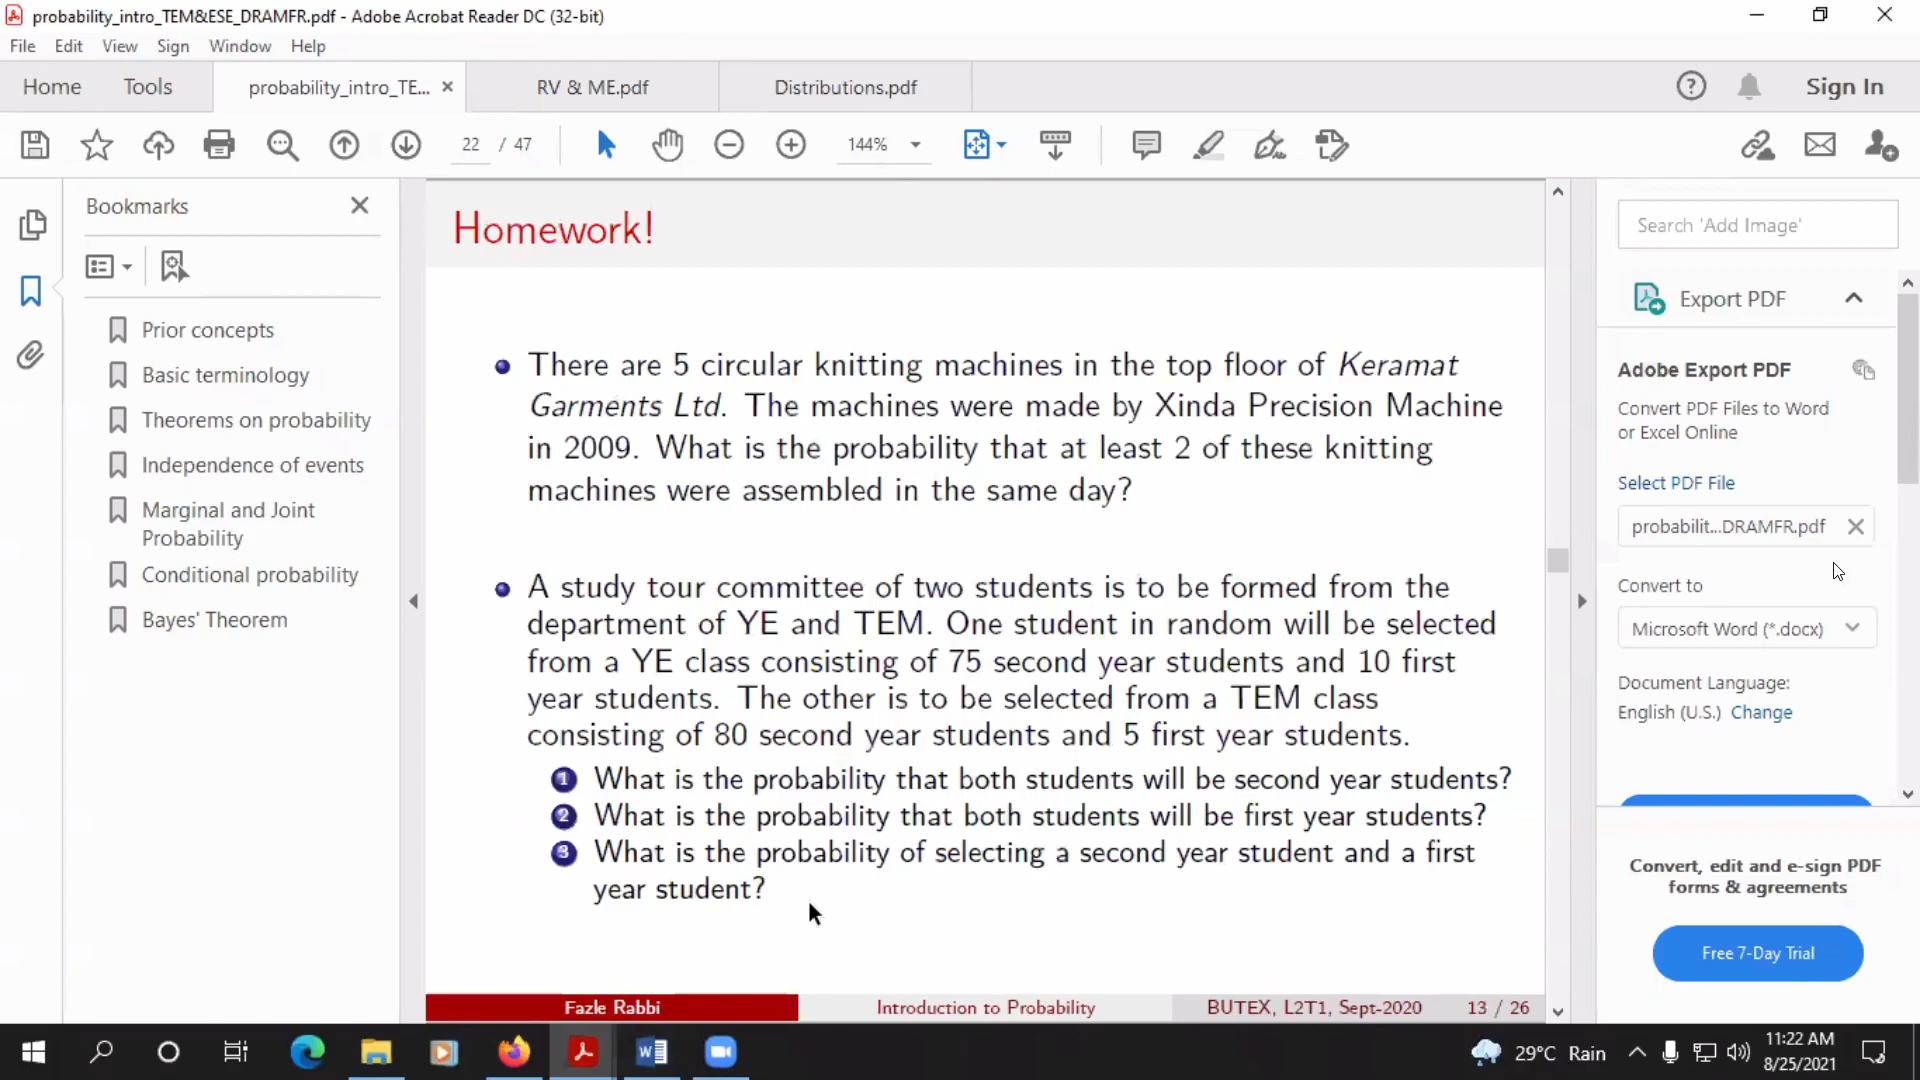 probability_intro_TEM&ESE_DRAMFR.pdf - Adobe Acrobat Reader DC (32-bit)
File Edit View Sign Window Help
Home Tools probability_intro_TE... RV & ME.pdf Distributions.pdf Sign In
22 / 47 144%
Bookmarks
Prior concepts
Basic terminology
Theorems on probability
Independence of events
Marginal and Joint
Probability
Conditional probability
Bayes' Theorem
Homework!
There are 5 circular knitting machines in the top floor of Keramat
Garments Ltd. The machines were made by Xinda Precision Machine
in 2009. What is the probability that at least 2 of these knitting
machines were assembled in the same day?
A study tour committee of two students is to be formed from the
department of YE and TEM. One student in random will be selected
from a YE class consisting of 75 second year students and 10 first
year students. The other is to be selected from a TEM class
consisting of 80 second year students and 5 first year students.
1 What is the probability that both students will be second year students?
2 What is the probability that both students will be first year students?
3 What is the probability of selecting a second year student and a first
year student?
Fazle Rabbi Introduction to Probability BUTEX, L2T1, Sept-2020 13 / 26
Search 'Add Image'
Export PDF
Adobe Export PDF
Convert PDF Files to Word
or Excel Online
Select PDF File
probabilit...DRAMFR.pdf
Convert to
Microsoft Word (*.docx)
Document Language:
English (U.S.) Change
Convert, edit and e-sign PDF
forms & agreements
Free 7-Day Trial
29°C Rain
11:22 AM
8/25/2021